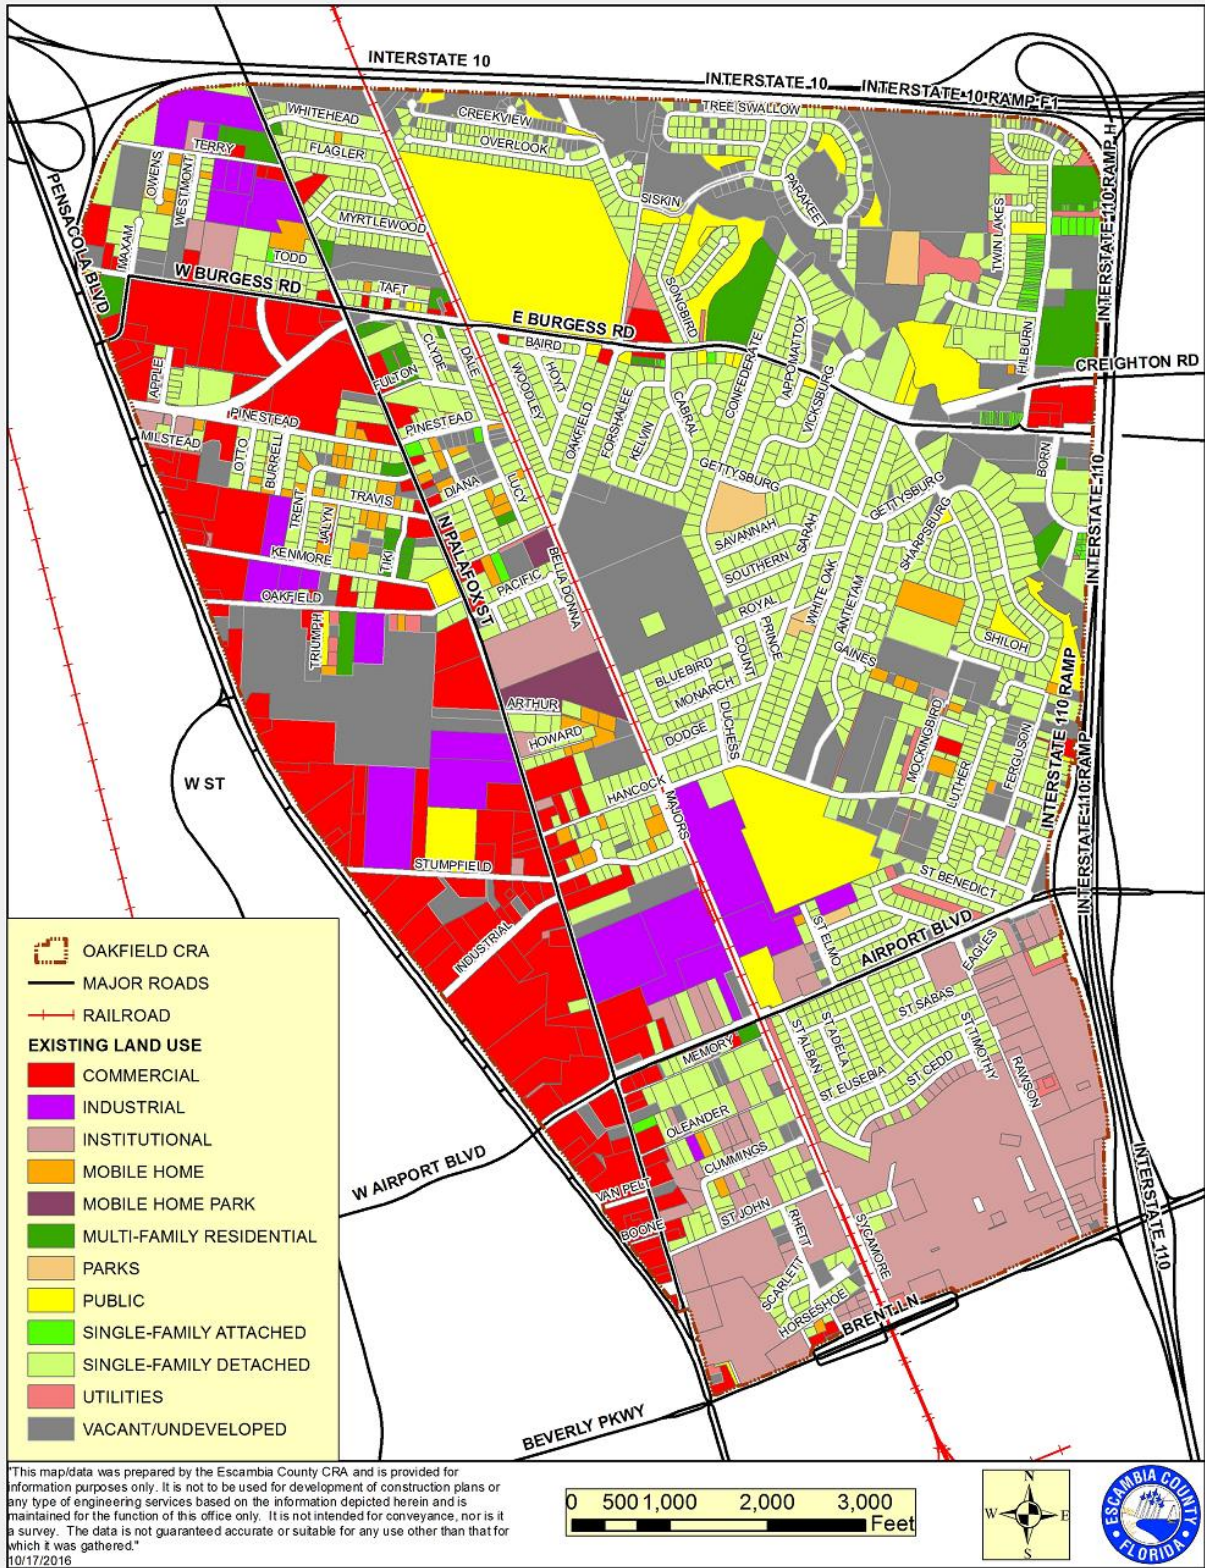 INTERSTATE 10
INTERSTATE 10
INTERSTATE 10 RAMP F1
TREE SWALLOW
WHITEHEAD
CREEKVIEW
OVERLOOK
TERRY
FLAGLER
OWENS
WESTMONT
PENSACOLA BLVD
SISKIN
PARAKEET
TWIN LAKES
INTERSTATE 110 RAMP H
MYRTLEWOOD
MAXAM
TODD
W BURGESS RD
TAFT
SONGBIRD
E BURGESS RD
BAIRD
CLYDE
DALE
WOODLEY
HOYT
CONFEDERATE
APPOMATTOX
VICKSBURG
HILBURN
CREIGHTON RD
APPLE
FULTON
PINESTEAD
PINESTEAD
OAKFIELD
FORSHALEE
KELVIN
CABRAL
MILSTEAD
OTTO
BURRELL
GETTYSBURG
GETTYSBURG
BORN
INTERSTATE 110
INTERSTATE 110
TRENT
JALYN
TRAVIS
DIANA
LUCY
N PALAFOX ST
SAVANNAH
SARAH
SHARPSBURG
KENMORE
TIKI
SOUTHERN
PACIFIC
BELLA DONNA
OAKFIELD
ROYAL
WHITE OAK
ANTIETAM
TRIUMPH
PRINCE
COUNT
GAINES
SHILOH
BLUEBIRD
MONARCH
DUCHESS
ARTHUR
HOWARD
DODGE
MOCKINGBIRD
LUTHER
FERGUSON
INTERSTATE 110 RAMP
INTERSTATE 110 RAMP
INTERSTATE 110
W ST
HANCOCK
MAJORS
STUMPFIELD
ST BENEDICT
INDUSTRIAL
ST ELMO
AIRPORT BLVD
EAGLES
ST SABAS
ST ALBAN
ST ADELA
ST TIMOTHY
MEMORY
ST EUSEBIA
ST CEDD
RAWSON
OLEANDER
CUMMINGS
W AIRPORT BLVD
VAN PELT
BOONE
ST JOHN
RHETT
SYCAMORE
INTERSTATE 110
SCARLETT
HORSESHOE
BRENT LN
BEVERLY PKWY
OAKFIELD CRA
MAJOR ROADS
RAILROAD
EXISTING LAND USE
COMMERCIAL
INDUSTRIAL
INSTITUTIONAL
MOBILE HOME
MOBILE HOME PARK
MULTI-FAMILY RESIDENTIAL
PARKS
PUBLIC
SINGLE-FAMILY ATTACHED
SINGLE-FAMILY DETACHED
UTILITIES
VACANT/UNDEVELOPED
"This map/data was prepared by the Escambia County CRA and is provided for
information purposes only. It is not to be used for development of construction plans or
any type of engineering services based on the information depicted herein and is
maintained for the function of this office only. It is not intended for conveyance, nor is it
a survey. The data is not guaranteed accurate or suitable for any use other than that for
which it was gathered."
10/17/2016
0 500 1,000 2,000 3,000
Feet
N
W E
S
ESCAMBIA COUNTY
FLORIDA